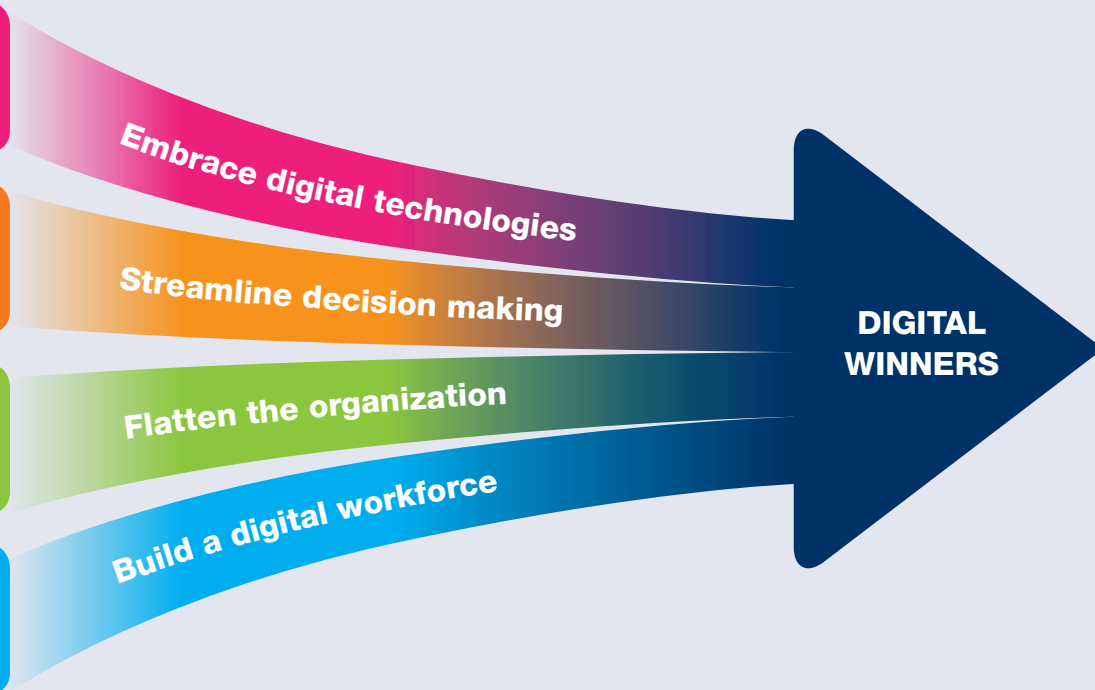 Embrace digital technologies
Streamline decision making
Flatten the organization
Build a digital workforce
DIGITAL
WINNERS